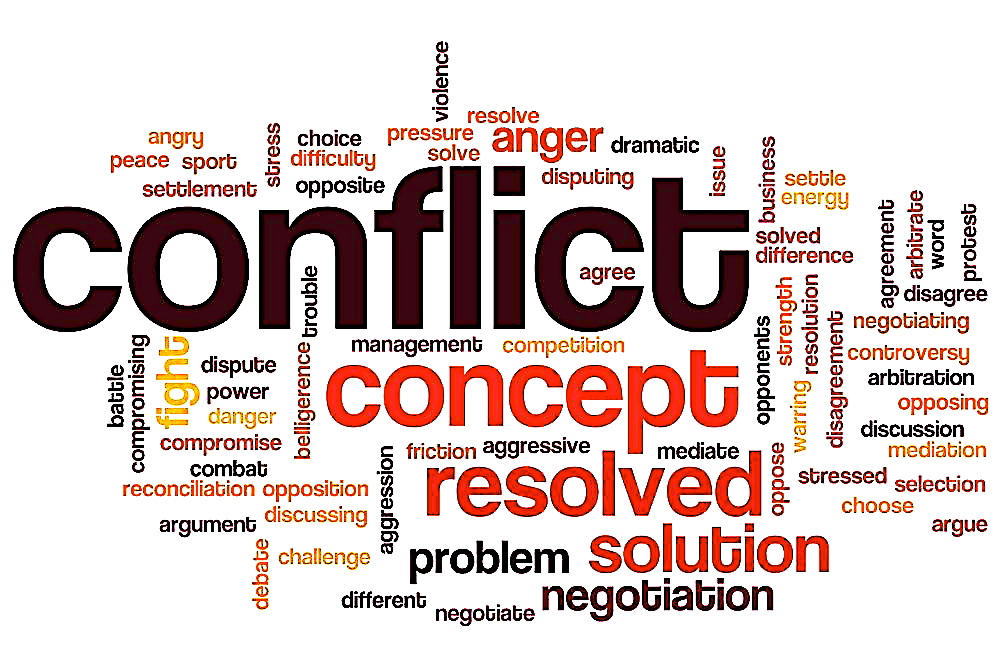 violence
resolve
angry
choice
pressure
anger
dramatic
peace
sport
stress
difficulty
solve
issue
business
settlement
opposite
disputing
settle
energy
conflict
agree
solved
difference
agreement
arbitrate
word
protest
disagree
trouble
management
competition
strength
resolution
negotiating
battle
compromising
fight
dispute
belligerence
concept
opponents
disagreement
controversy
power
arbitration
danger
warring
opposing
compromise
friction
aggressive
mediate
discussion
mediation
combat
resolved
oppose
stressed
selection
reconciliation
opposition
aggression
choose
argument
discussing
argue
debate
challenge
problem
solution
different
negotiate
negotiation